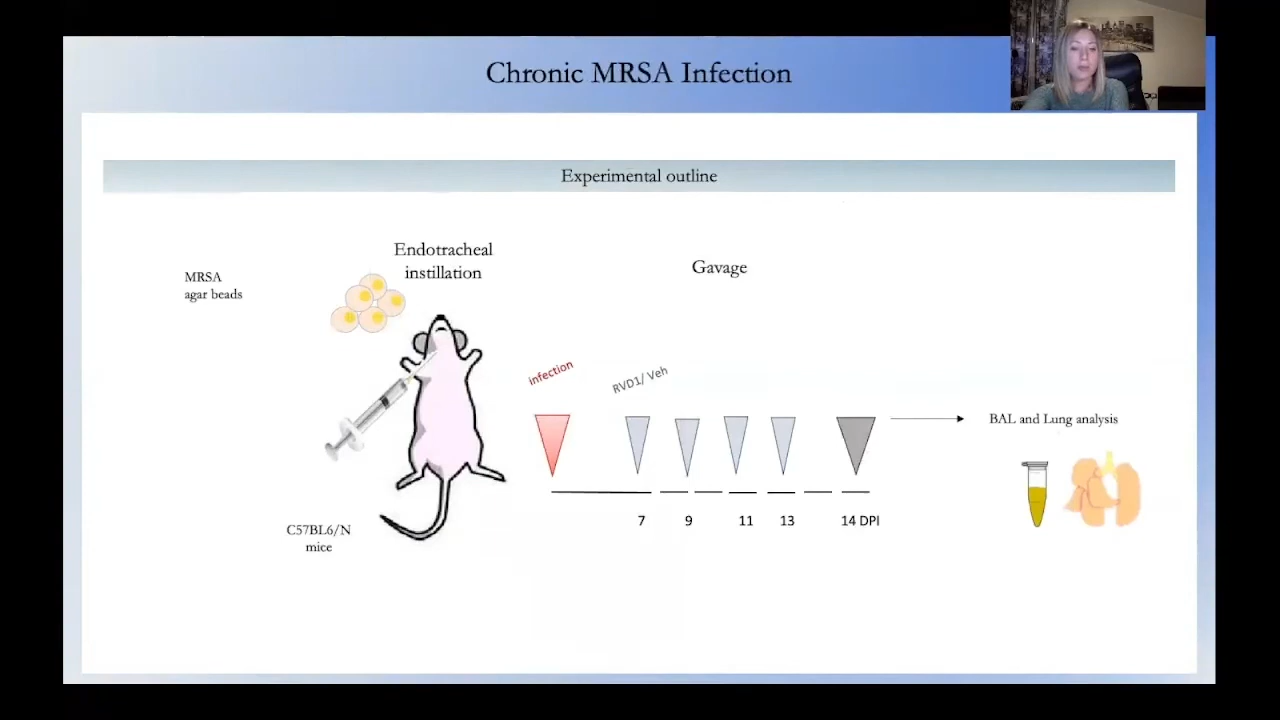 Chronic MRSA Infection
Experimental outline
Endotracheal
instillation
Gavage
MRSA
agar beads
infection
RVD1/ Veh
BAL and Lung analysis
7 9 11 13 14 DPI
C57BL6/N
mice